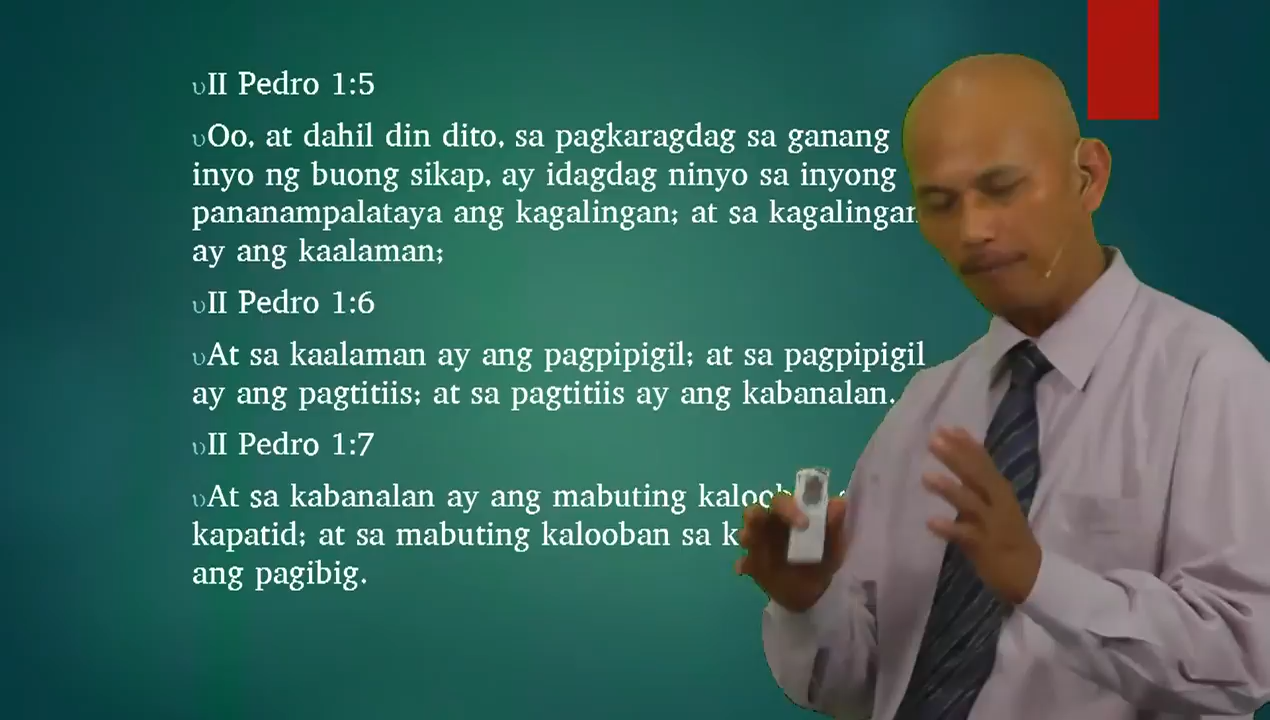 II Pedro 1:5
Oo, at dahil din dito, sa pagkaragdag sa ganang
inyo ng buong sikap, ay idagdag ninyo sa inyong
pananampalataya ang kagalingan; at sa kagalingan
ay ang kaalaman;
II Pedro 1:6
At sa kaalaman ay ang pagpipigil; at sa pagpipigil
ay ang pagtitiis; at sa pagtitiis ay ang kabanalan.
II Pedro 1:7
At sa kabanalan ay ang mabuting
kapatid; at sa mabuting kalooban sa
ang pagibig.